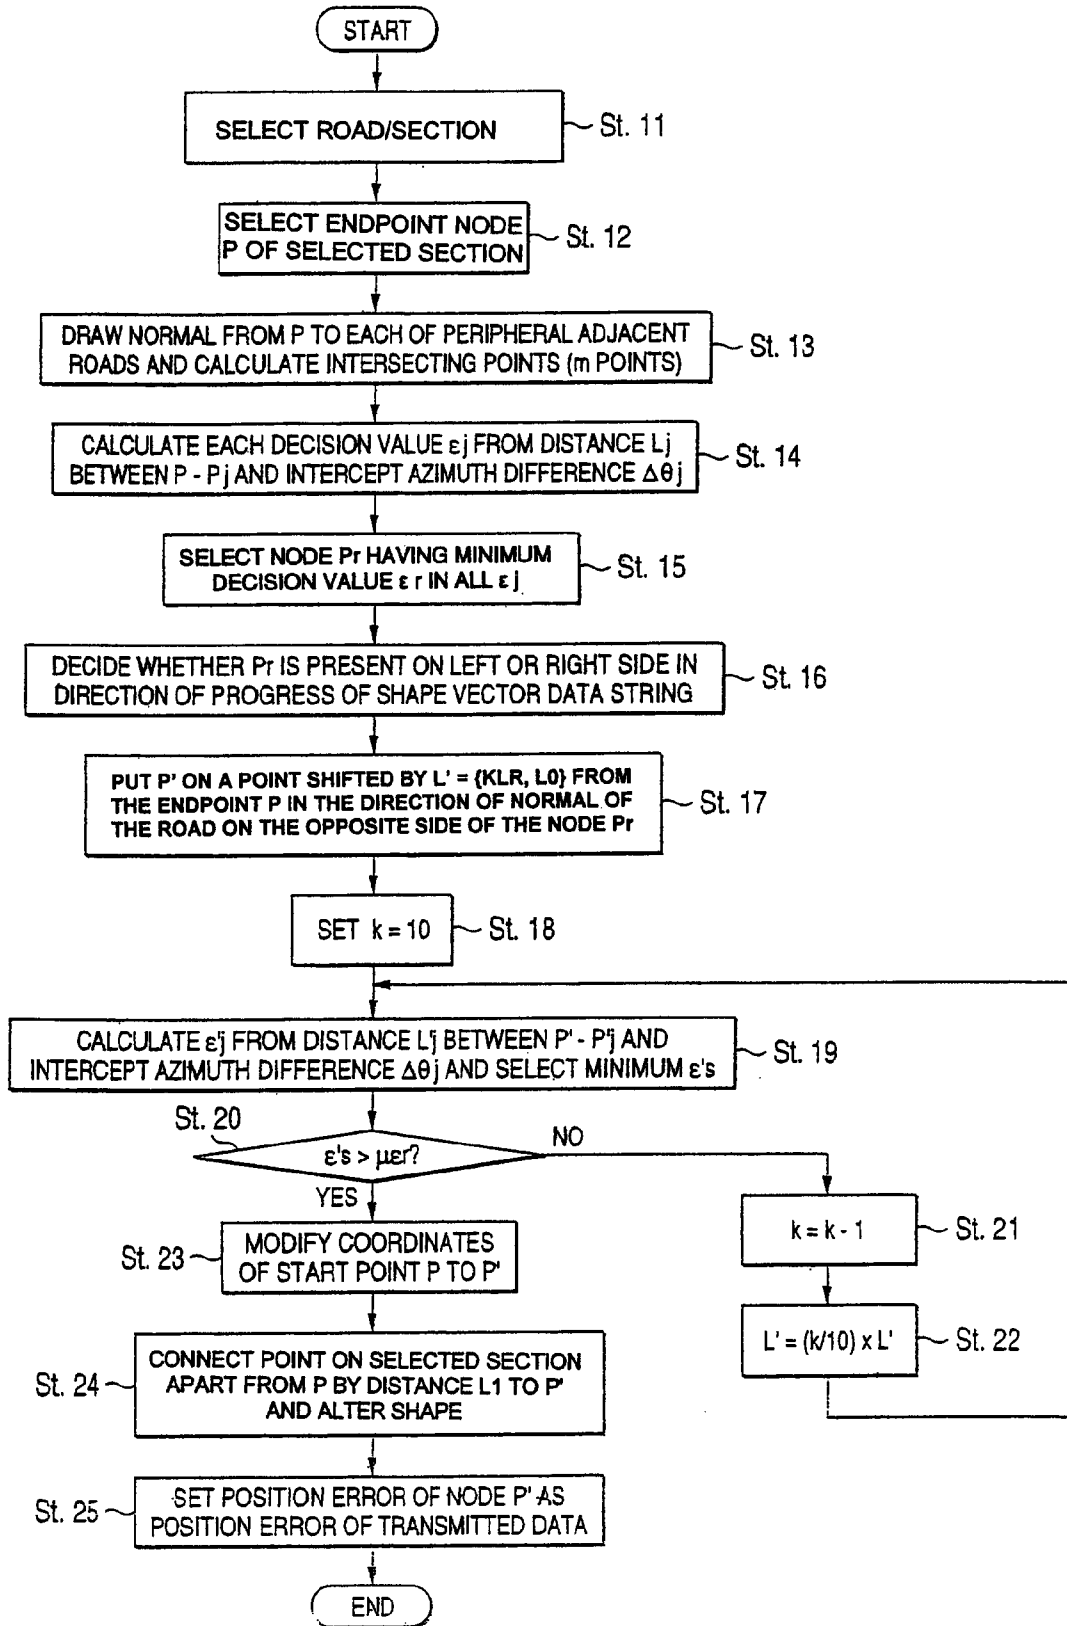 START
SELECT ROAD/SECTION
St. 11
SELECT ENDPOINT NODE
P OF SELECTED SECTION
St. 12
DRAW NORMAL FROM P TO EACH OF PERIPHERAL ADJACENT
ROADS AND CALCULATE INTERSECTING POINTS (m POINTS)
St. 13
CALCULATE EACH DECISION VALUE εj FROM DISTANCE Lj
BETWEEN P - Pj AND INTERCEPT AZIMUTH DIFFERENCE Δθj
St. 14
SELECT NODE Pr HAVING MINIMUM
DECISION VALUE εr IN ALL εj
St. 15
DECIDE WHETHER Pr IS PRESENT ON LEFT OR RIGHT SIDE IN
DIRECTION OF PROGRESS OF SHAPE VECTOR DATA STRING
St. 16
PUT P' ON A POINT SHIFTED BY L' = {KLR, L0} FROM
THE ENDPOINT P IN THE DIRECTION OF NORMAL OF
THE ROAD ON THE OPPOSITE SIDE OF THE NODE Pr
St. 17
SET k = 10
St. 18
CALCULATE ε'j FROM DISTANCE L'j BETWEEN P' - P'j AND
INTERCEPT AZIMUTH DIFFERENCE Δθj AND SELECT MINIMUM ε's
St. 19
St. 20
ε's > μεr?
NO
YES
k = k - 1
St. 21
L' = (k/10) x L'
St. 22
St. 23
MODIFY COORDINATES
OF START POINT P TO P'
St. 24
CONNECT POINT ON SELECTED SECTION
APART FROM P BY DISTANCE L1 TO P'
AND ALTER SHAPE
St. 25
SET POSITION ERROR OF NODE P' AS
POSITION ERROR OF TRANSMITTED DATA
END